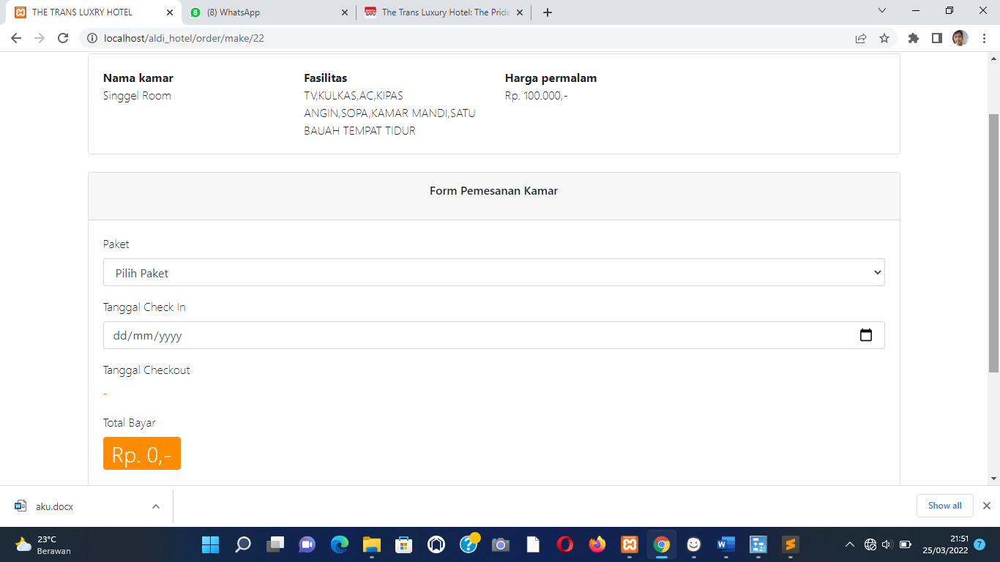 THE TRANS LUXRY HOTEL
(8) WhatsApp
The Trans Luxury Hotel: The Pride
localhost/aldi_hotel/order/make/22
Nama kamar
Singgel Room
Fasilitas
TV,KULKAS,AC,KIPAS
ANGIN,SOPA,KAMAR MANDI,SATU
BAUAH TEMPAT TIDUR
Harga permalam
Rp. 100.000,-
Form Pemesanan Kamar
Paket
Pilih Paket
Tanggal Check In
dd/mm/yyyy
Tanggal Checkout
-
Total Bayar
Rp. 0,-
aku.docx
Show all
23°C
Berawan
21:51
25/03/2022
7